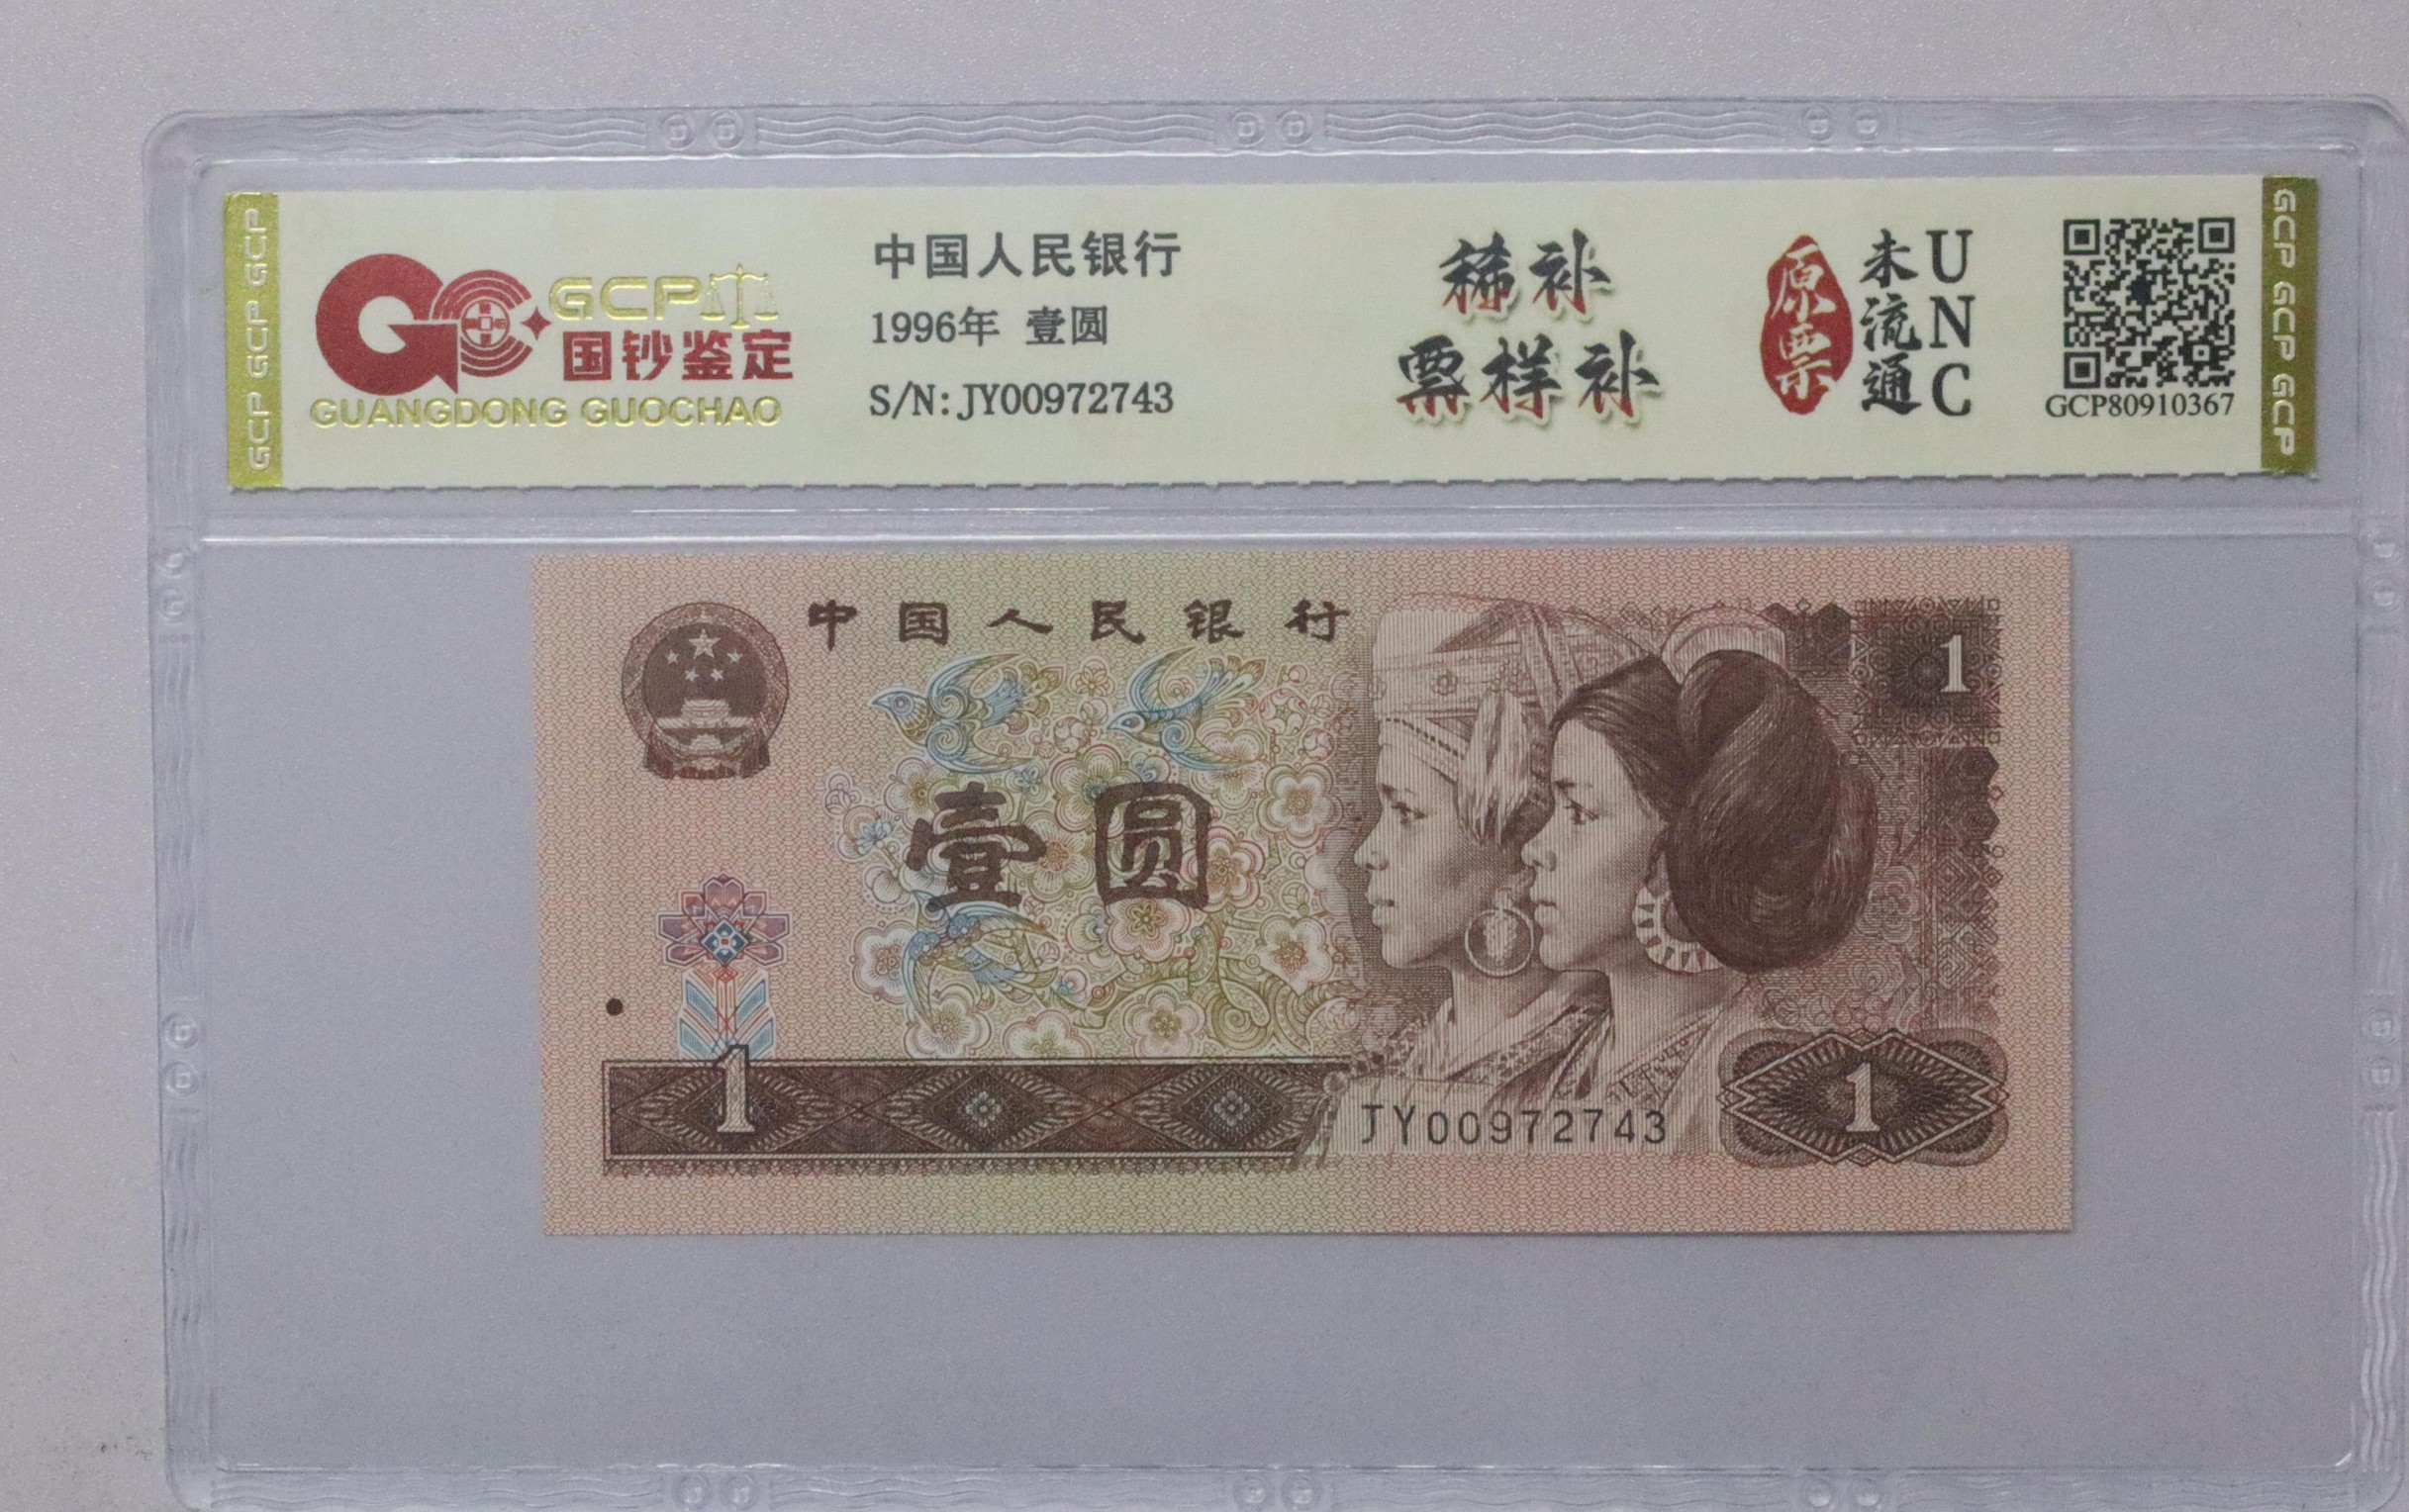 GCP GCP GCP
GCP
国钞鉴定
GUANGDONG GUOCHAO
中国人民银行
1996年 壹圆
S/N: JY00972743
稀补
票样补
原票
未流通
UNC
GCP80910367
GCP GCP GCP
中国人民银行
1
壹圆
1
JY00972743
1